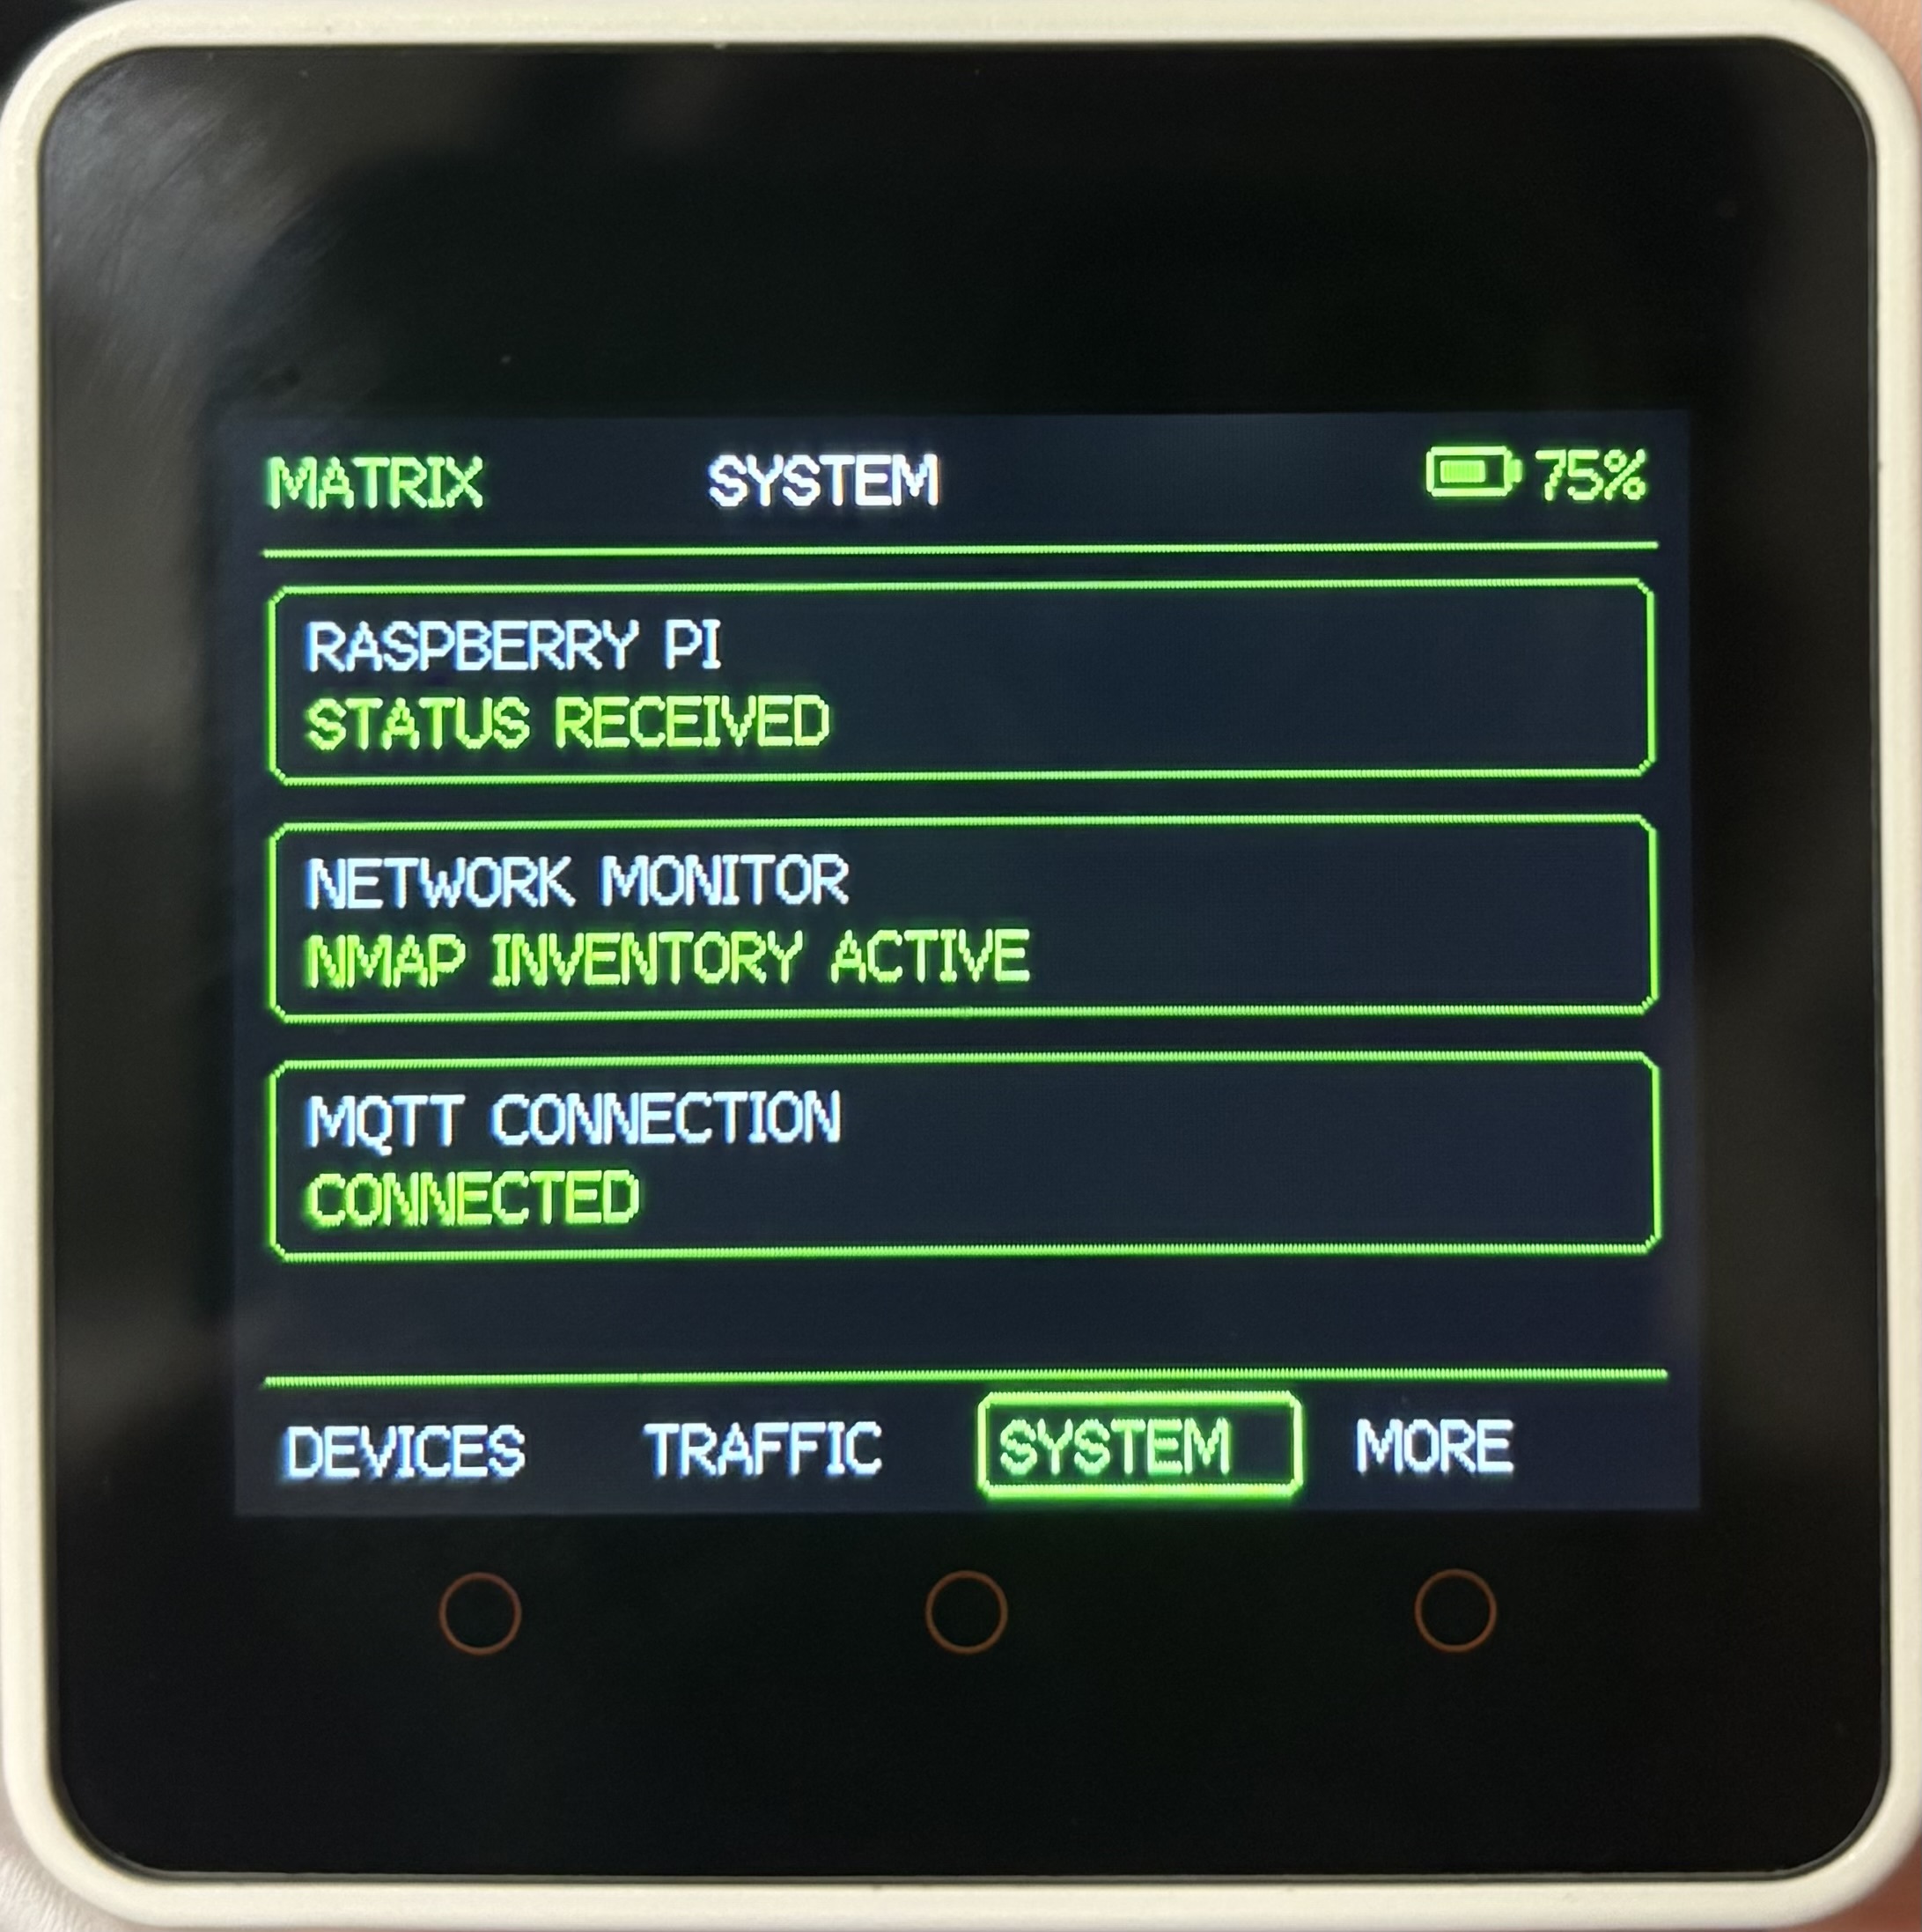 MATRIX SYSTEM 75%
RASPBERRY PI
STATUS RECEIVED
NETWORK MONITOR
NMAP INVENTORY ACTIVE
MQTT CONNECTION
CONNECTED
DEVICES TRAFFIC SYSTEM MORE